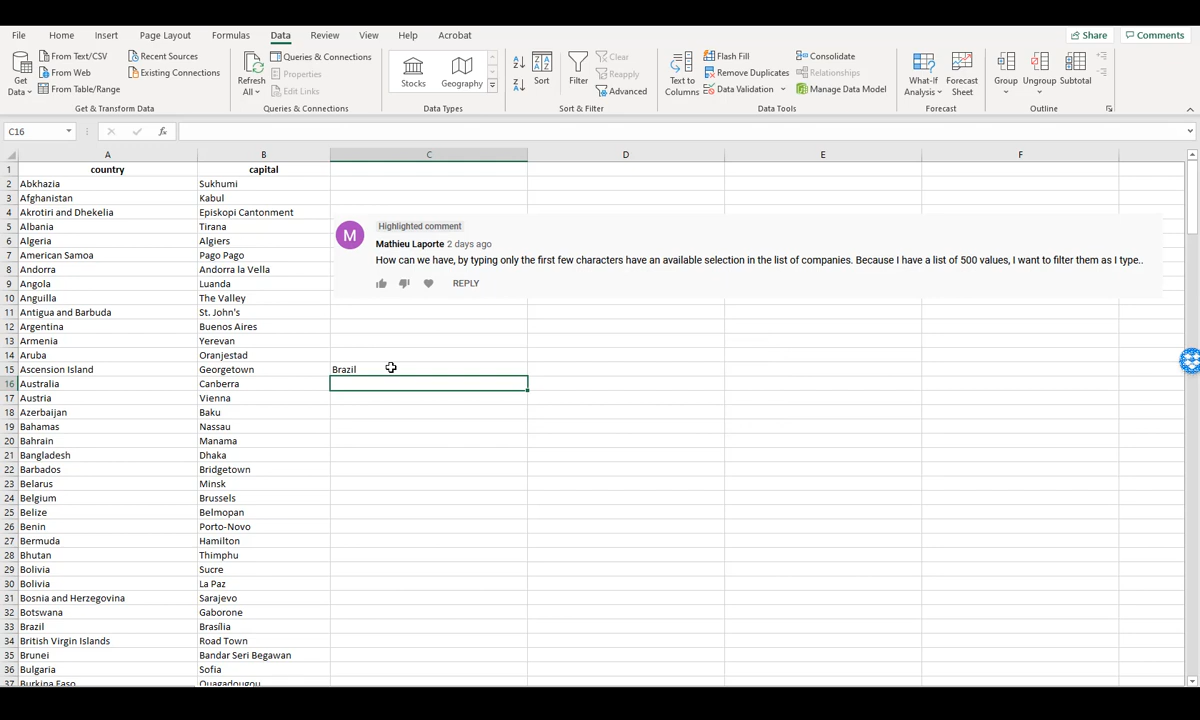 File Home Insert Page Layout Formulas Data Review View Help Acrobat Share Comments
Get Data
From Text/CSV
From Web
From Table/Range
Recent Sources
Existing Connections
Get & Transform Data
Refresh All
Queries & Connections
Properties
Edit Links
Queries & Connections
Stocks
Geography
Data Types
Sort
Filter
Clear
Reapply
Advanced
Sort & Filter
Text to Columns
Flash Fill
Remove Duplicates
Data Validation
Consolidate
Relationships
Manage Data Model
Data Tools
What-If Analysis
Forecast Sheet
Forecast
Group
Ungroup
Subtotal
Outline
C16 fx
A B C D E F
1 country capital
2 Abkhazia Sukhumi
3 Afghanistan Kabul
4 Akrotiri and Dhekelia Episkopi Cantonment
5 Albania Tirana
6 Algeria Algiers
7 American Samoa Pago Pago
8 Andorra Andorra la Vella
9 Angola Luanda
10 Anguilla The Valley
11 Antigua and Barbuda St. John's
12 Argentina Buenos Aires
13 Armenia Yerevan
14 Aruba Oranjestad
15 Ascension Island Georgetown Brazil
16 Australia Canberra
17 Austria Vienna
18 Azerbaijan Baku
19 Bahamas Nassau
20 Bahrain Manama
21 Bangladesh Dhaka
22 Barbados Bridgetown
23 Belarus Minsk
24 Belgium Brussels
25 Belize Belmopan
26 Benin Porto-Novo
27 Bermuda Hamilton
28 Bhutan Thimphu
29 Bolivia Sucre
30 Bolivia La Paz
31 Bosnia and Herzegovina Sarajevo
32 Botswana Gaborone
33 Brazil Brasília
34 British Virgin Islands Road Town
35 Brunei Bandar Seri Begawan
36 Bulgaria Sofia
37 Burkina Faso Ouagadougou
M
Highlighted comment
Mathieu Laporte 2 days ago
How can we have, by typing only the first few characters have an available selection in the list of companies. Because I have a list of 500 values, I want to filter them as I type..
REPLY